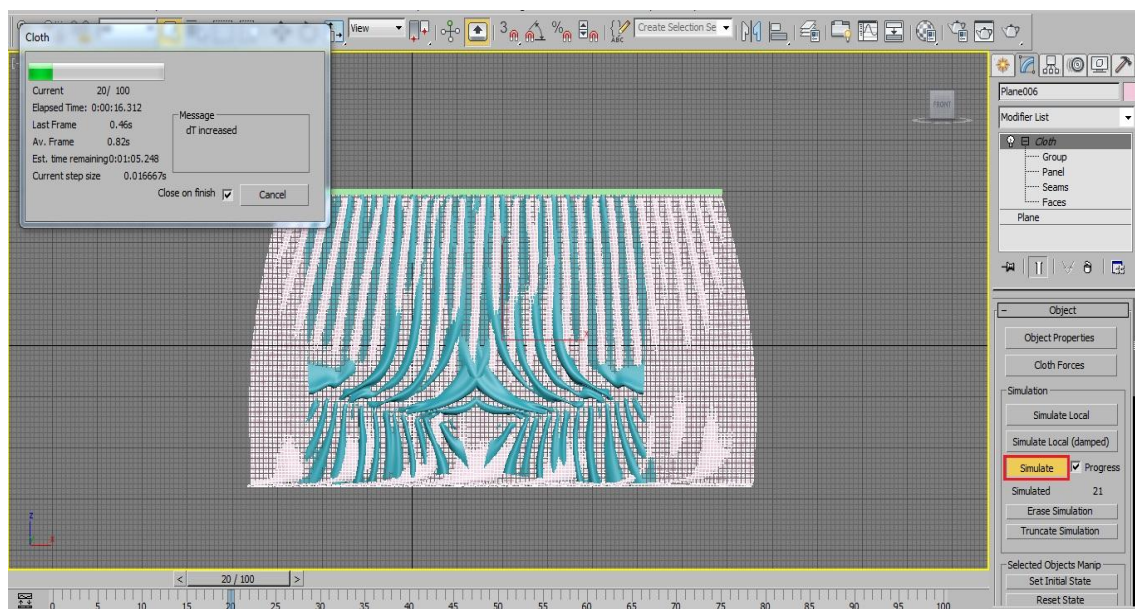 View
3
%
ABC
Create Selection Se
Cloth
Current 20/ 100
Elapsed Time: 0:00:16.312
Last Frame 0.46s
Av. Frame 0.82s
Est. time remaining0:01:05.248
Current step size 0.016667s
Message
dT increased
Close on finish
Cancel
FRONT
x
z
x
Plane006
Modifier List
Cloth
Group
Panel
Seams
Faces
Plane
- Object
Object Properties
Cloth Forces
Simulation
Simulate Local
Simulate Local (damped)
Simulate Progress
Simulated 21
Erase Simulation
Truncate Simulation
Selected Objects Manip
Set Initial State
Reset State
< 20 / 100 >
0 5 10 15 20 25 30 35 40 45 50 55 60 65 70 75 80 85 90 95 100